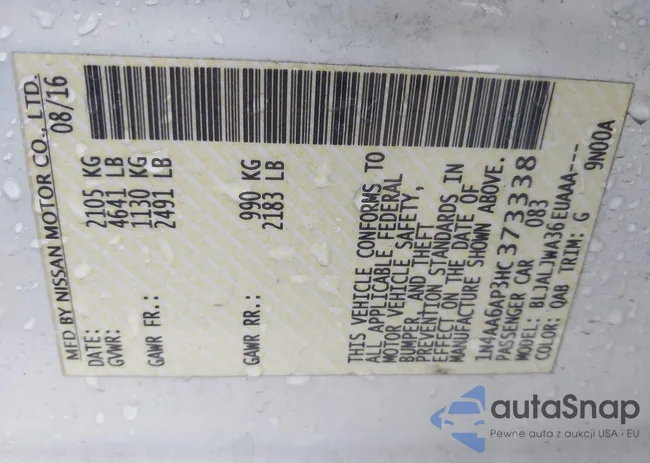 MFD BY NISSAN MOTOR CO., LTD.
DATE: 08/16
GVWR: 2105 KG
4641 LB
GAWR FR.: 1130 KG
2491 LB
GAWR RR.: 990 KG
2183 LB
THIS VEHICLE CONFORMS TO
ALL APPLICABLE FEDERAL
MOTOR VEHICLE SAFETY,
BUMPER, AND THEFT
PREVENTION STANDARDS IN
EFFECT ON THE DATE OF
MANUFACTURE SHOWN ABOVE.
1N4AA6AP3HC373338
PASSENGER CAR 083
MODEL: BLJALJWA36EUAAA---
COLOR: QAB TRIM: G 9N00A
autaSnap
Pewne auta z aukcji USA i EU